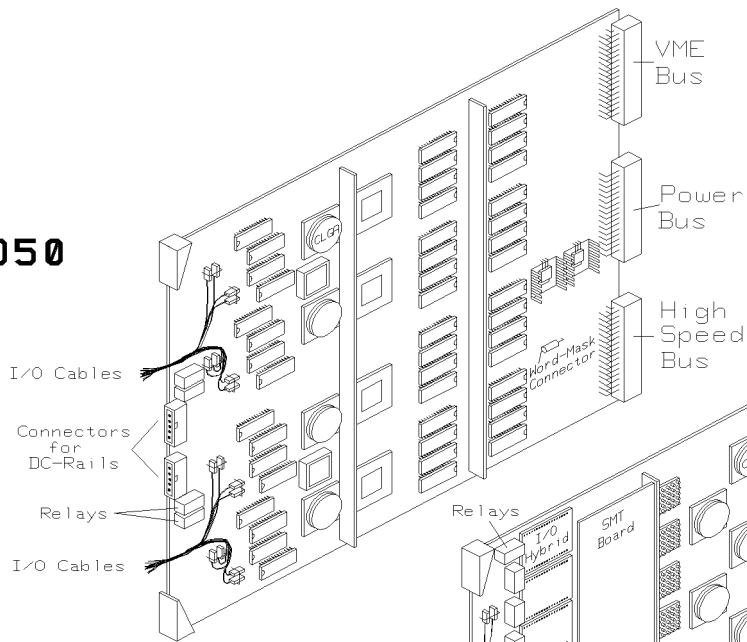 VME
Bus
Power
Bus
High
Speed
Bus
CLGA
Word-Mask
Connector
I/O Cables
Connectors
for
DC-Rails
Relays
I/O Cables
Relays
I/O
Hybrid
SMT
Board